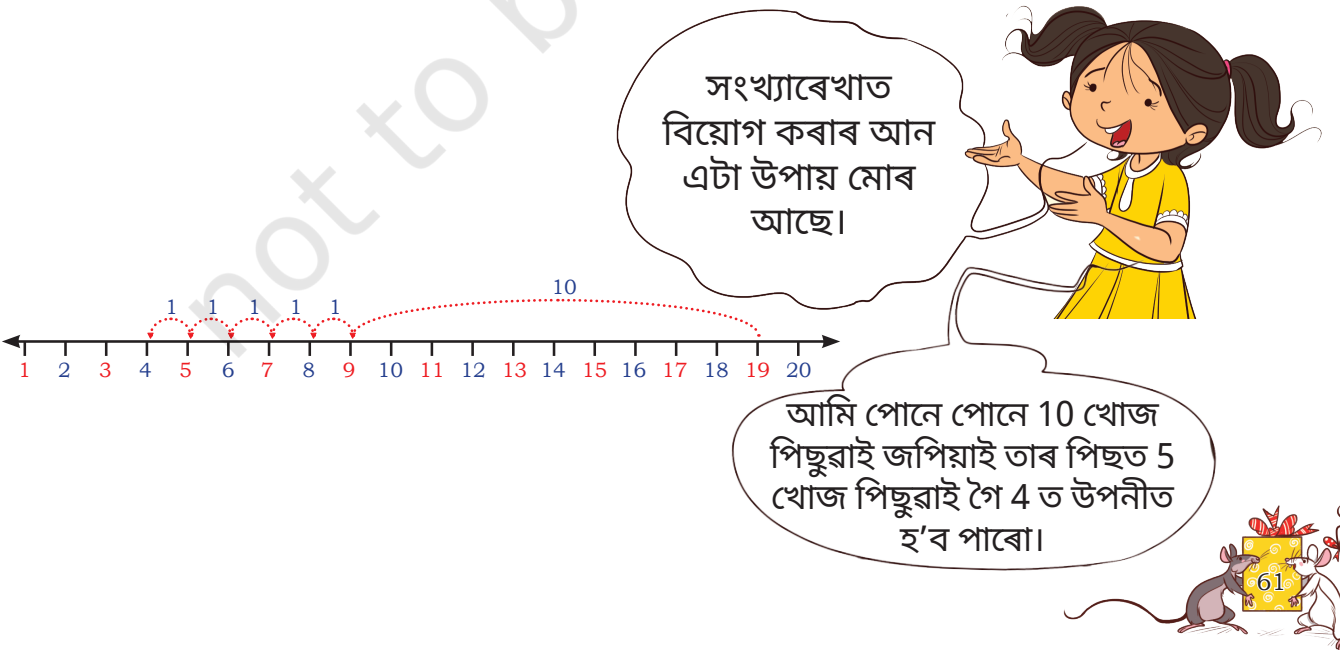 সংখ্যাৰেখাত
বিয়োগ কৰাৰ আন
এটা উপায় মোৰ
আছে।
not to b
10
1 1 1 1 1
1 2 3 4 5 6 7 8 9 10 11 12 13 14 15 16 17 18 19 20
আমি পোনে পোনে 10 খোজ
পিছুৱাই জপিয়াই তাৰ পিছত 5
খোজ পিছুৱাই গৈ 4 ত উপনীত
হ’ব পাৰো।
61